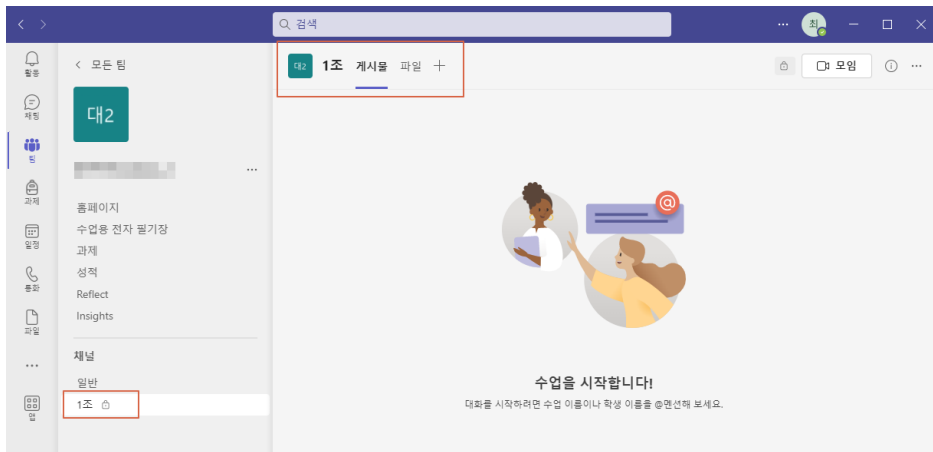 검색
최
활동
채팅
팀
과제
일정
통화
파일
앱
모든 팀
대2
홈페이지
수업용 전자 필기장
과제
성적
Reflect
Insights
채널
일반
1조
대2 1조 게시물 파일
모임
@
수업을 시작합니다!
대화를 시작하려면 수업 이름이나 학생 이름을 @멘션해 보세요.